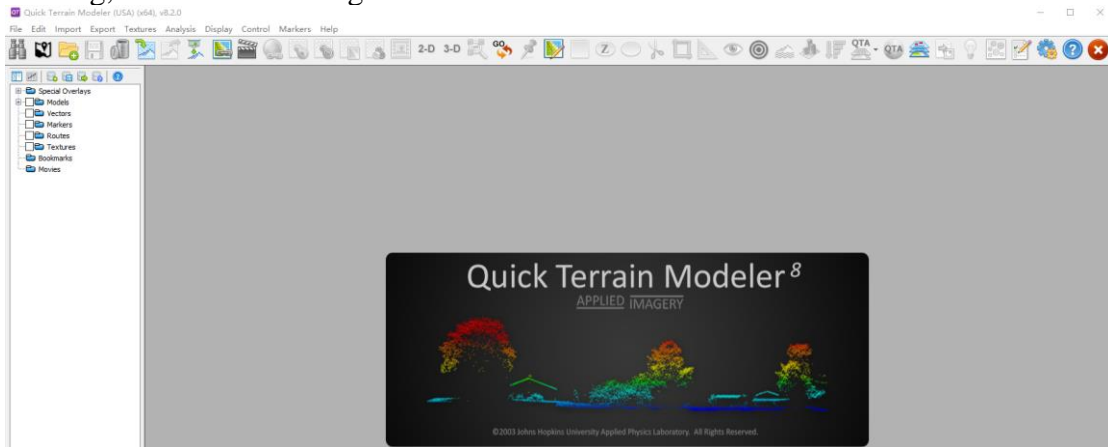 Quick Terrain Modeler (USA) (x64), v8.2.0
File Edit Import Export Textures Analysis Display Control Markers Help
2-D 3-D GO QTA QTA
Special Overlays
Models
Vectors
Markers
Routes
Textures
Bookmarks
Movies
Quick Terrain Modeler 8
APPLIED IMAGERY
©2003 Johns Hopkins University Applied Physics Laboratory. All Rights Reserved.